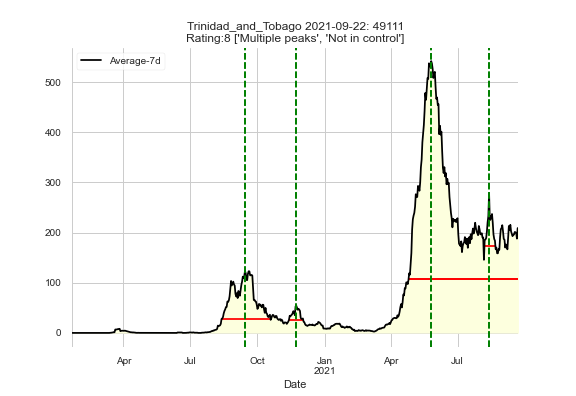 Trinidad_and_Tobago 2021-09-22: 49111
Rating:8 ['Multiple peaks', 'Not in control']
Average-7d
500
400
300
200
100
0
Apr Jul Oct Jan Apr Jul
2021
Date